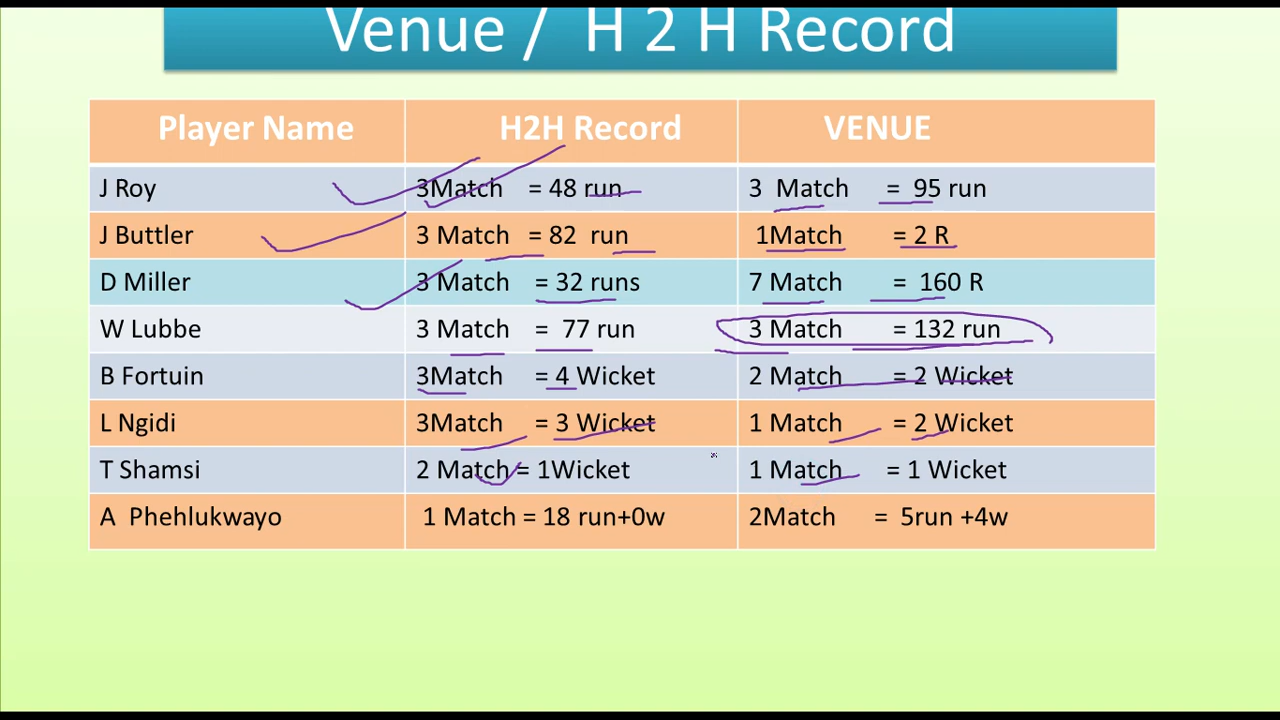 Venue / H 2 H Record
Player Name H2H Record VENUE
J Roy 3Match = 48 run 3 Match = 95 run
J Buttler 3 Match = 82 run 1Match = 2 R
D Miller 3 Match = 32 runs 7 Match = 160 R
W Lubbe 3 Match = 77 run 3 Match = 132 run
B Fortuin 3Match = 4 Wicket 2 Match = 2 Wicket
L Ngidi 3Match = 3 Wicket 1 Match = 2 Wicket
T Shamsi 2 Match = 1Wicket 1 Match = 1 Wicket
A Phehlukwayo 1 Match = 18 run+0w 2Match = 5run +4w